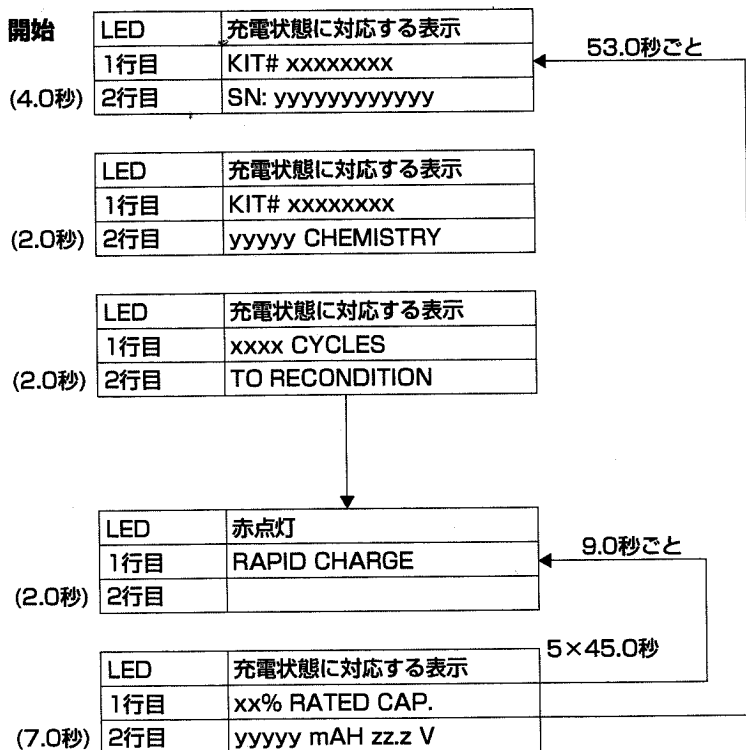 開始 LED 充電状態に対応する表示
1行目 KIT# xxxxxxxx 53.0秒ごと
(4.0秒) 2行目 SN: yyyyyyyyyyyy
LED 充電状態に対応する表示
1行目 KIT# xxxxxxxx
(2.0秒) 2行目 yyyyy CHEMISTRY
LED 充電状態に対応する表示
1行目 xxxx CYCLES
(2.0秒) 2行目 TO RECONDITION
LED 赤点灯
1行目 RAPID CHARGE 9.0秒ごと
(2.0秒) 2行目
5×45.0秒
LED 充電状態に対応する表示
1行目 xx% RATED CAP.
(7.0秒) 2行目 yyyyy mAH zz.z V